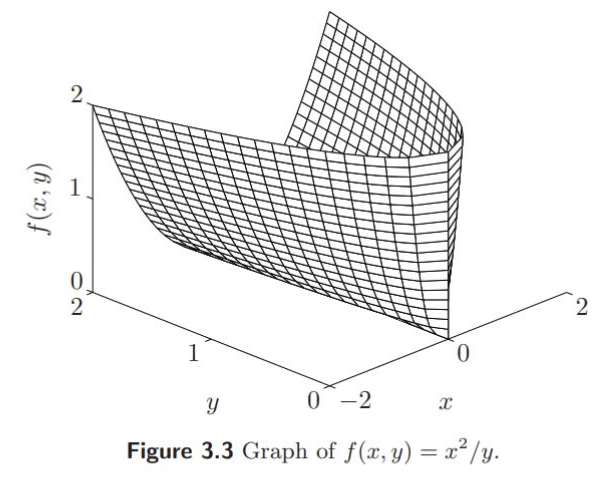 2
1
0
f(x, y)
2
1
0
y
−2
0
2
x
Figure 3.3 Graph of f(x, y) = x²/y.